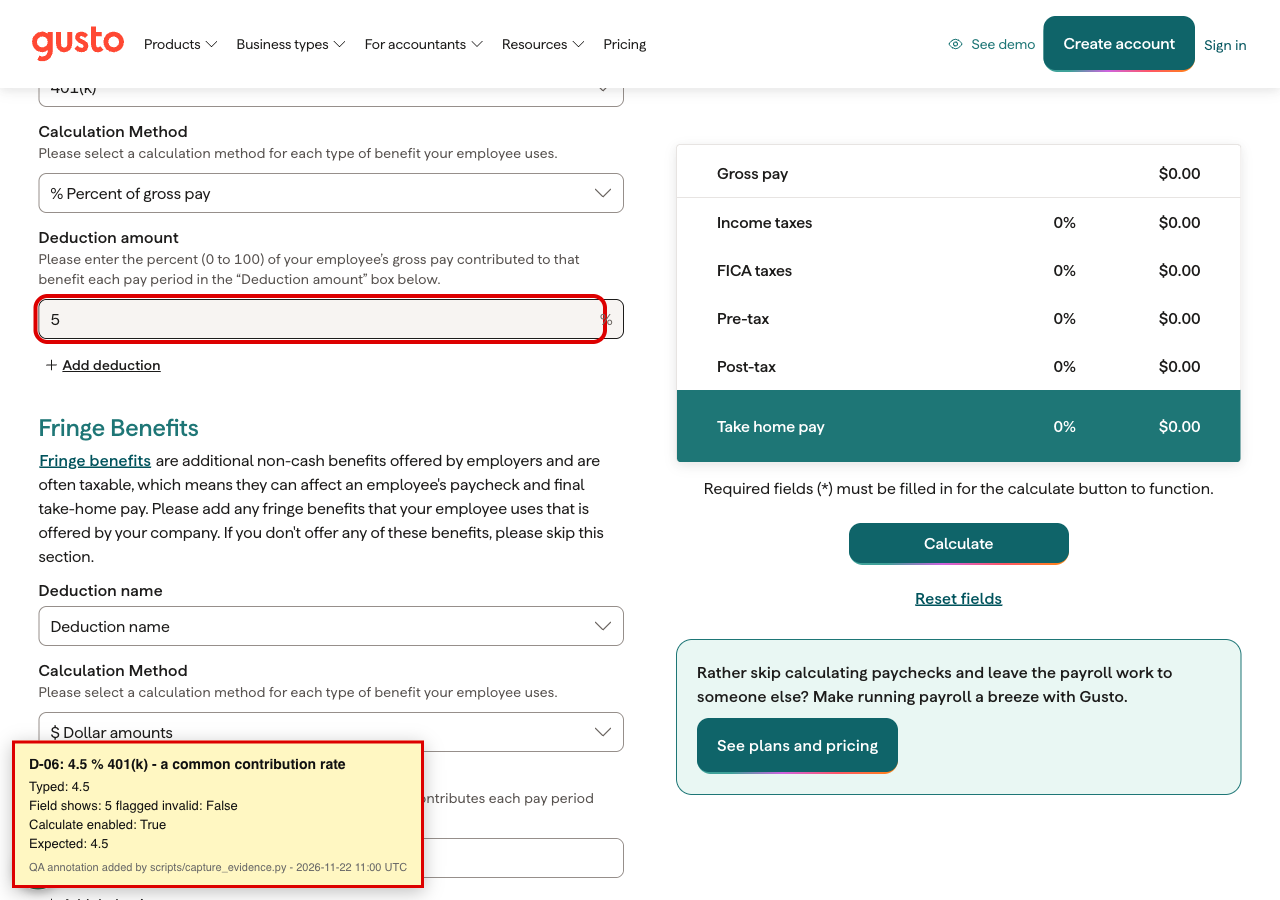 gusto
Products
Business types
For accountants
Resources
Pricing
See demo
Create account
Sign in
401(k)
Calculation Method
Please select a calculation method for each type of benefit your employee uses.
% Percent of gross pay
Deduction amount
Please enter the percent (0 to 100) of your employee's gross pay contributed to that
benefit each pay period in the “Deduction amount” box below.
5
%
Add deduction
Fringe Benefits
Fringe benefits are additional non-cash benefits offered by employers and are
often taxable, which means they can affect an employee's paycheck and final
take-home pay. Please add any fringe benefits that your employee uses that is
offered by your company. If you don't offer any of these benefits, please skip this
section.
Deduction name
Deduction name
Calculation Method
Please select a calculation method for each type of benefit your employee uses.
$ Dollar amounts
contributes each pay period
D-06: 4.5 % 401(k) - a common contribution rate
Typed: 4.5
Field shows: 5 flagged invalid: False
Calculate enabled: True
Expected: 4.5
QA annotation added by scripts/capture_evidence.py - 2026-11-22 11:00 UTC
Gross pay $0.00
Income taxes 0% $0.00
FICA taxes 0% $0.00
Pre-tax 0% $0.00
Post-tax 0% $0.00
Take home pay 0% $0.00
Required fields (*) must be filled in for the calculate button to function.
Calculate
Reset fields
Rather skip calculating paychecks and leave the payroll work to
someone else? Make running payroll a breeze with Gusto.
See plans and pricing